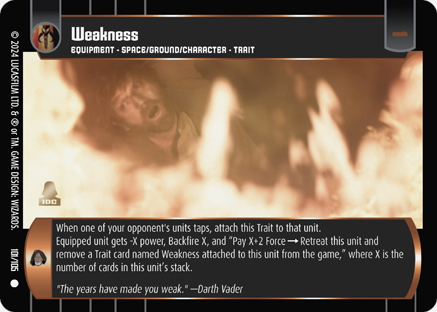 Weakness
EQUIPMENT - SPACE/GROUND/CHARACTER - TRAIT
© 2024 LUCASFILM LTD. & ® or TM. GAME DESIGN: WIZARDS.
IDC
When one of your opponent's units taps, attach this Trait to that unit.
Equipped unit gets -X power, Backfire X, and "Pay X+2 Force → Retreat this unit and
remove a Trait card named Weakness attached to this unit from the game," where X is the
number of cards in this unit's stack.
"The years have made you weak." —Darth Vader